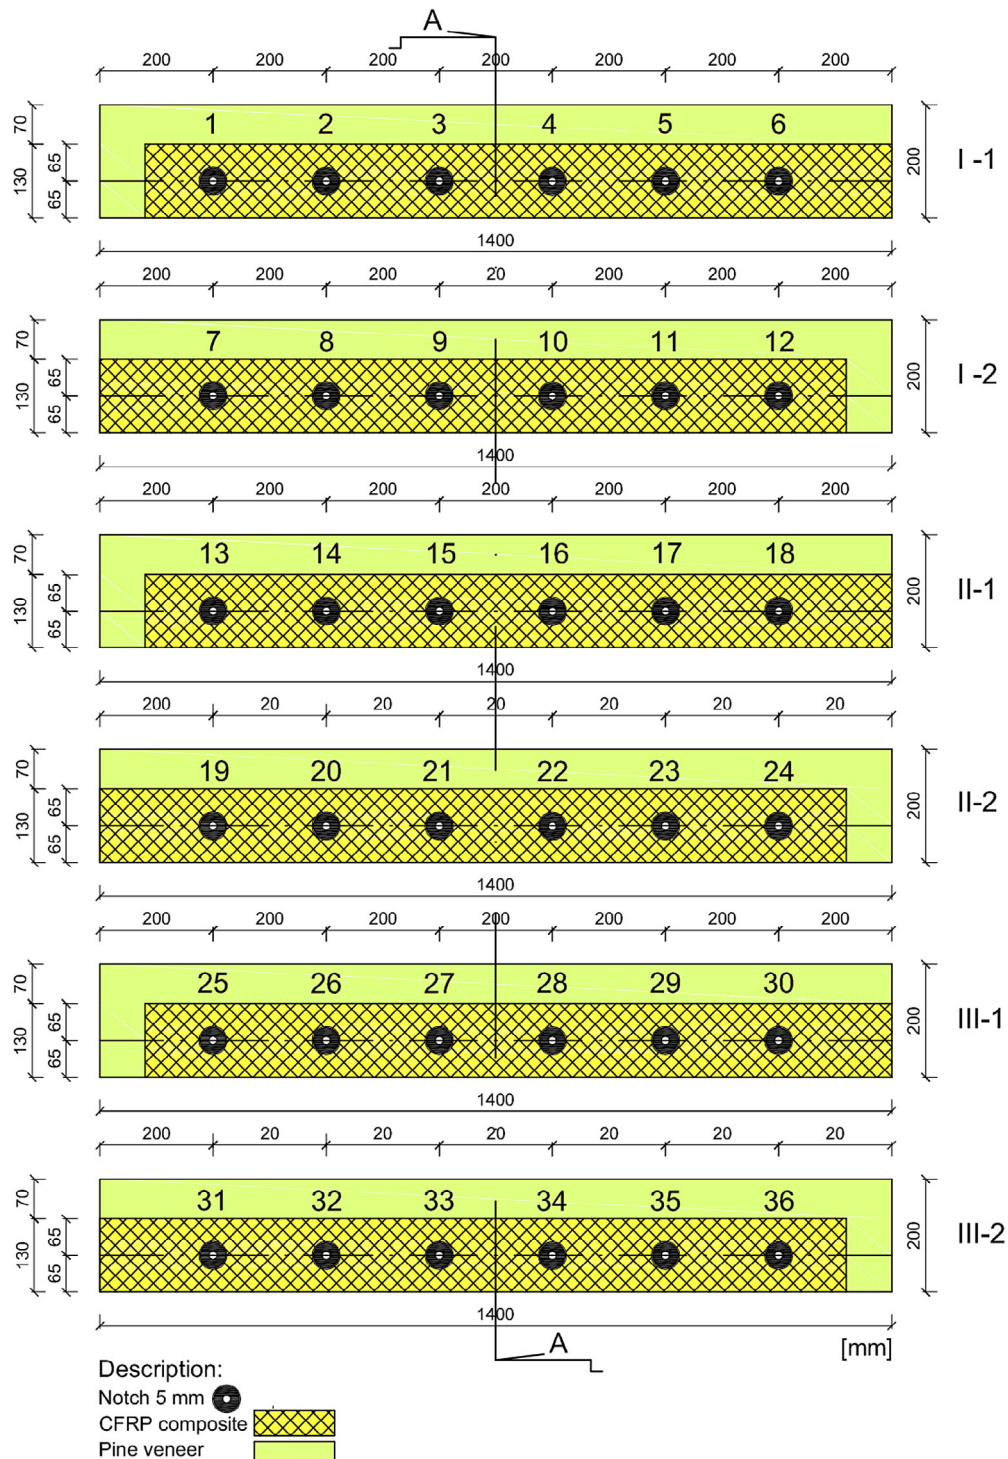 A
200 200 200 200 200 200 200
1 2 3 4 5 6
70 130 65 65 200
I -1
1400
200 200 200 20 200 200 200
7 8 9 10 11 12
70 130 65 65 200
I -2
1400
200 200 200 200 200 200 200
13 14 15 16 17 18
70 130 65 65 200
II-1
1400
200 20 20 20 20 20 20
19 20 21 22 23 24
70 130 65 65 200
II-2
1400
200 200 200 200 200 200 200
25 26 27 28 29 30
70 130 65 65 200
III-1
1400
200 20 20 20 20 20 20
31 32 33 34 35 36
70 130 65 65 200
III-2
1400
A
[mm]
Description:
Notch 5 mm
CFRP composite
Pine veneer